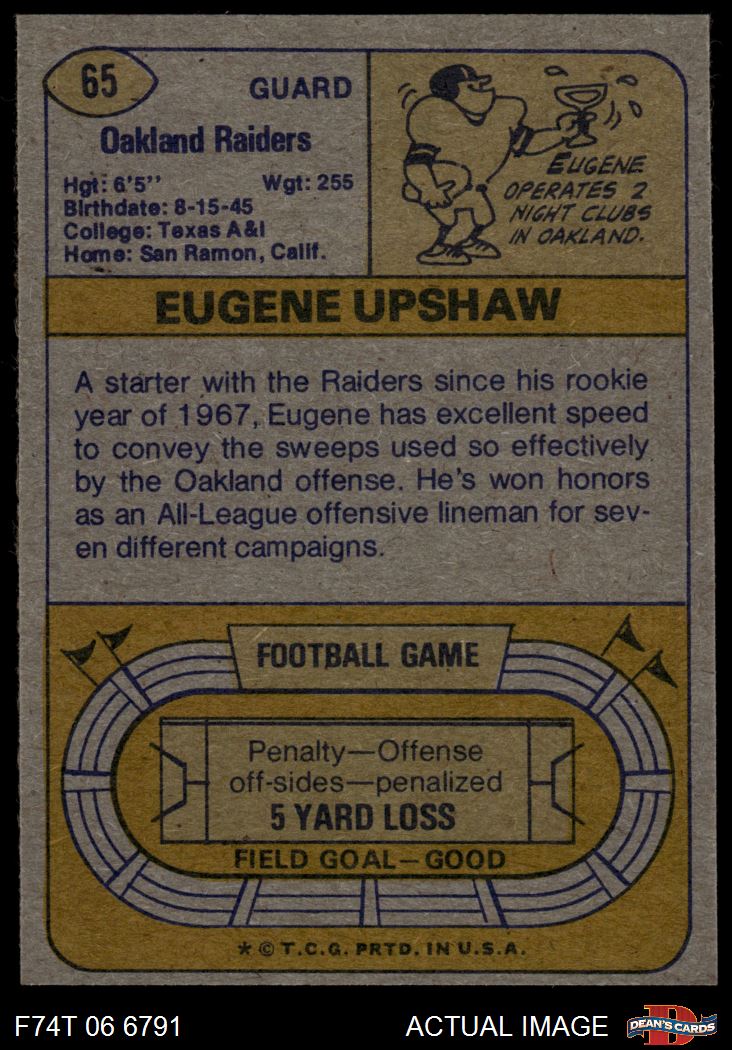 65
GUARD
Oakland Raiders
Hgt: 6'5'' Wgt: 255
Birthdate: 8-15-45
College: Texas A&I
Home: San Ramon, Calif.
EUGENE
OPERATES 2
NIGHT CLUBS
IN OAKLAND.
EUGENE UPSHAW
A starter with the Raiders since his rookie
year of 1967, Eugene has excellent speed
to convey the sweeps used so effectively
by the Oakland offense. He's won honors
as an All-League offensive lineman for sev-
en different campaigns.
FOOTBALL GAME
Penalty—Offense
off-sides—penalized
5 YARD LOSS
FIELD GOAL—GOOD
* © T.C.G. PRTD. IN U.S.A.
F74T 06 6791 ACTUAL IMAGE
D
DEAN'S CARDS